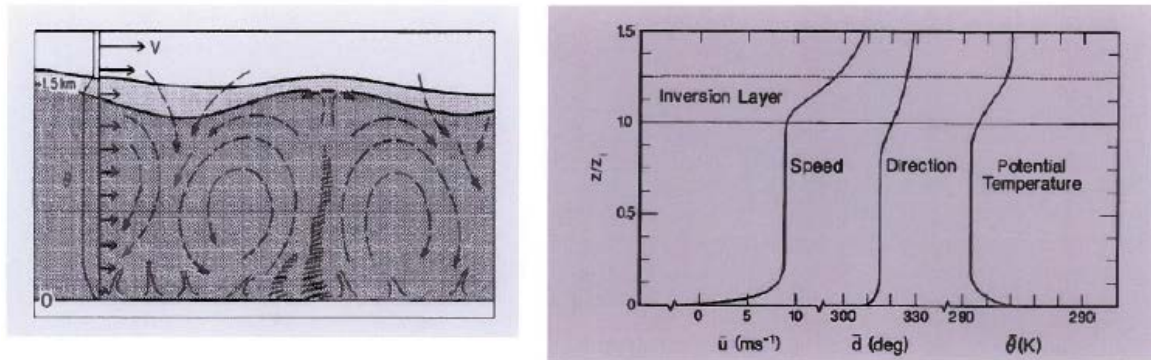 V
1.5 km
0
1.5
1.0
0.5
0
z/zᵢ
Inversion Layer
Speed
Direction
Potential
Temperature
0 5 10 300 330 280 290
ū (ms⁻¹) d̄ (deg) θ̄(K)